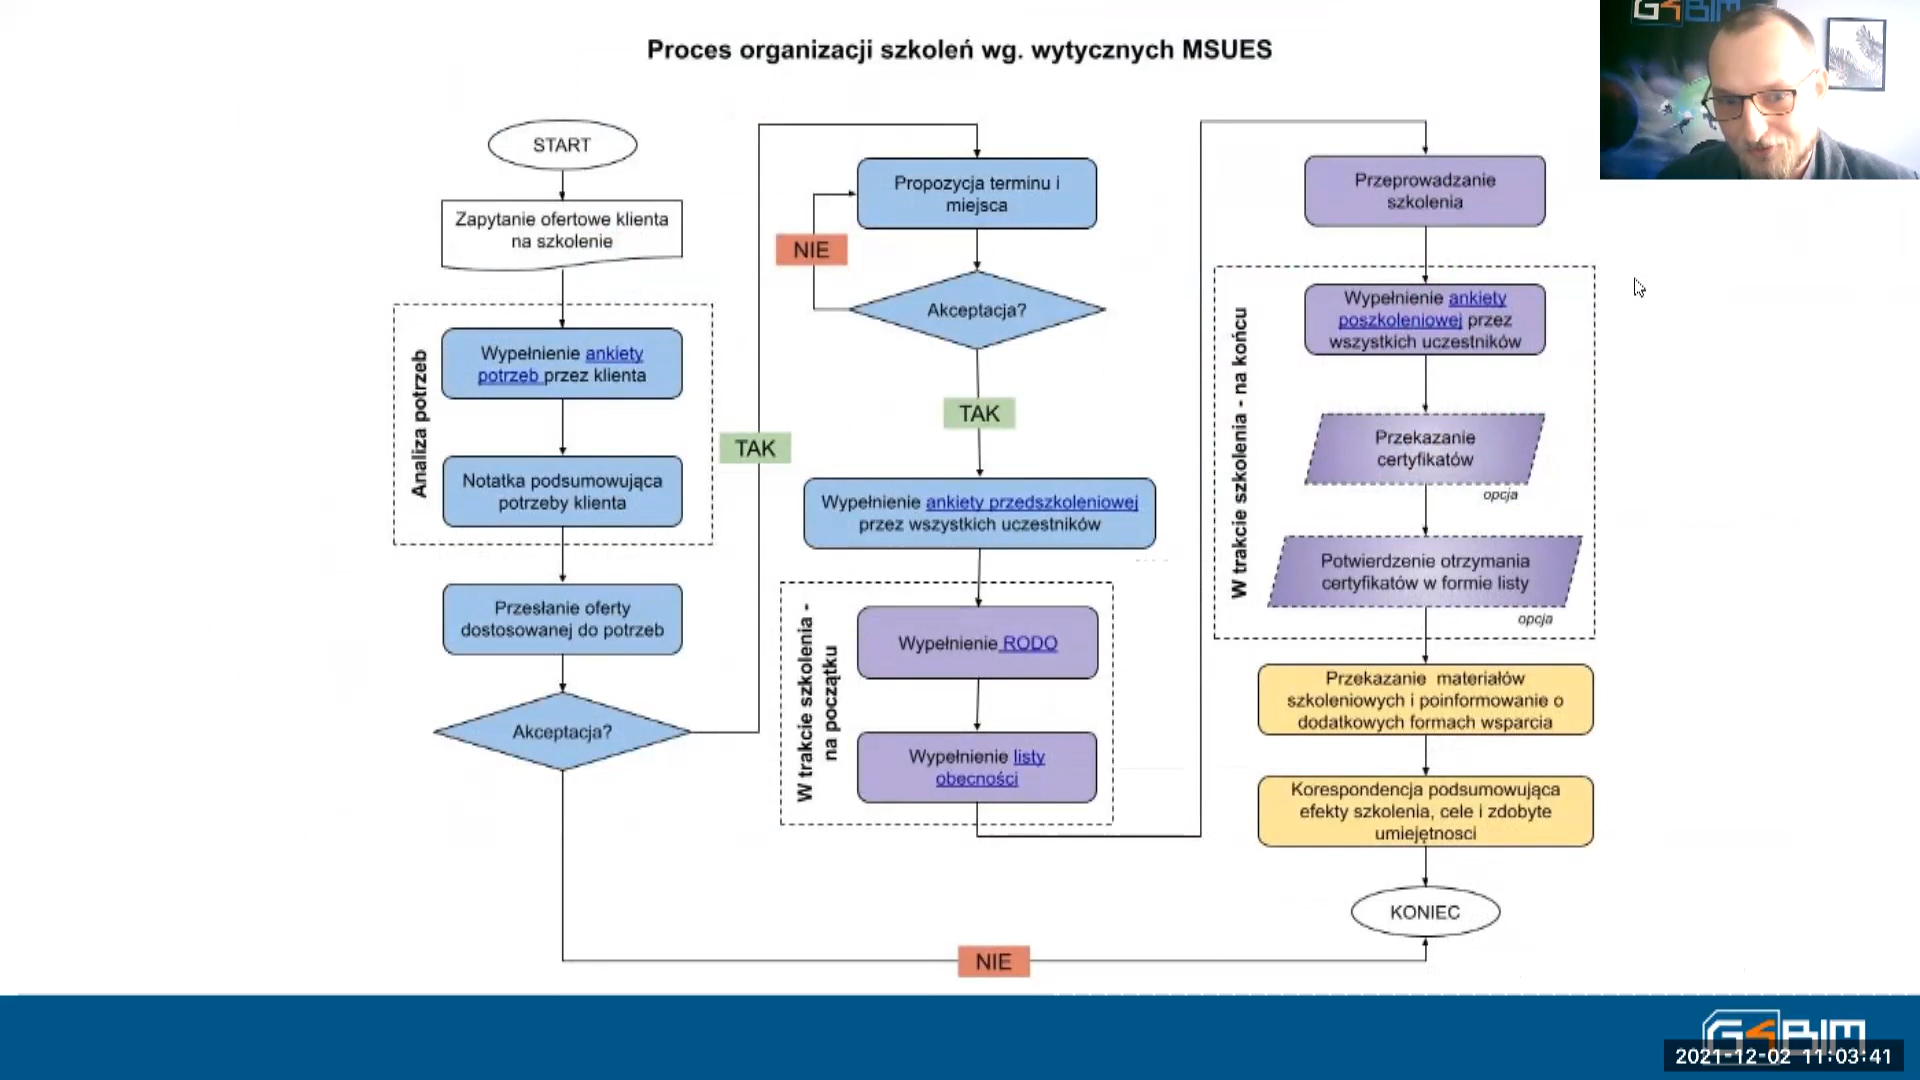 G4BIM
Proces organizacji szkoleń wg. wytycznych MSUES
START
Zapytanie ofertowe klienta
na szkolenie
Analiza potrzeb
Wypełnienie ankiety
potrzeb przez klienta
Notatka podsumowująca
potrzeby klienta
Przesłanie oferty
dostosowanej do potrzeb
Akceptacja?
TAK
NIE
Propozycja terminu i
miejsca
NIE
Akceptacja?
TAK
Wypełnienie ankiety przedszkoleniowej
przez wszystkich uczestników
W trakcie szkolenia -
na początku
Wypełnienie RODO
Wypełnienie listy
obecności
Przeprowadzanie
szkolenia
W trakcie szkolenia - na końcu
Wypełnienie ankiety
poszkoleniowej przez
wszystkich uczestników
Przekazanie
certyfikatów
opcja
Potwierdzenie otrzymania
certyfikatów w formie listy
opcja
Przekazanie materiałów
szkoleniowych i poinformowanie o
dodatkowych formach wsparcia
Korespondencja podsumowująca
efekty szkolenia, cele i zdobyte
umiejętnosci
KONIEC
G4BIM
2021-12-02 11:03:41